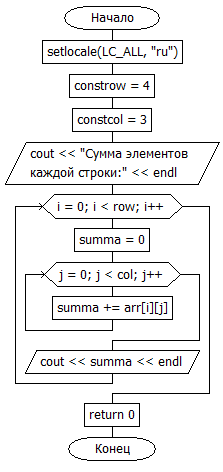 Начало
setlocale(LC_ALL, "ru")
constrow = 4
constcol = 3
cout << "Сумма элементов
каждой строки:" << endl
i = 0; i < row; i++
summa = 0
j = 0; j < col; j++
summa += arr[i][j]
cout << summa << endl
return 0
Конец